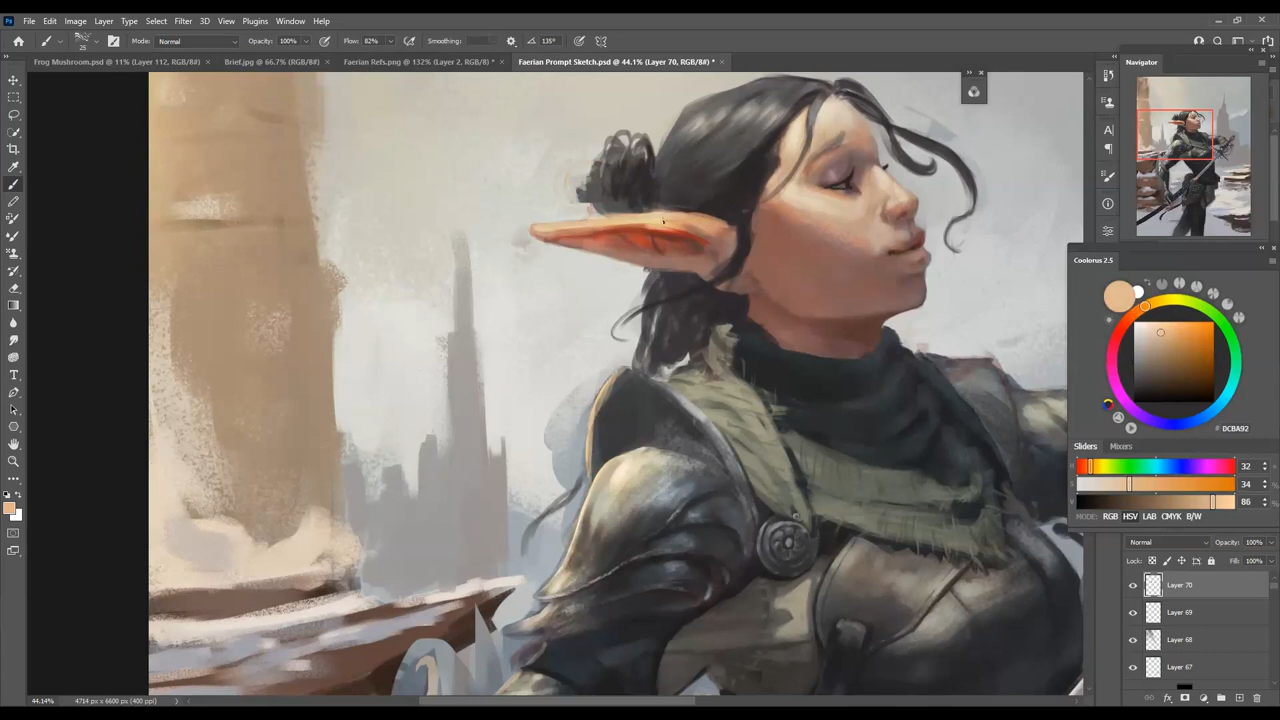 Ps File Edit Image Layer Type Select Filter 3D View Plugins Window Help
25 Mode: Normal Opacity: 100% Flow: 82% Smoothing: 135°
Frog Mushroom.psd @ 11% (Layer 112, RGB/8#) × Brief.jpg @ 66.7% (RGB/8#) × Faerian Refs.png @ 132% (Layer 2, RGB/8#) * × Faerian Prompt Sketch.psd @ 44.1% (Layer 70, RGB/8#) * ×
Navigator
Coolorus 2.5
# DCBA92
Sliders Mixers
H 32
S 34 %
V 86 %
MODE: RGB HSV LAB CMYK B/W
Normal Opacity: 100%
Lock: Fill: 100%
Layer 70
Layer 69
Layer 68
Layer 67
44.14% 4714 px x 6600 px (400 ppi)